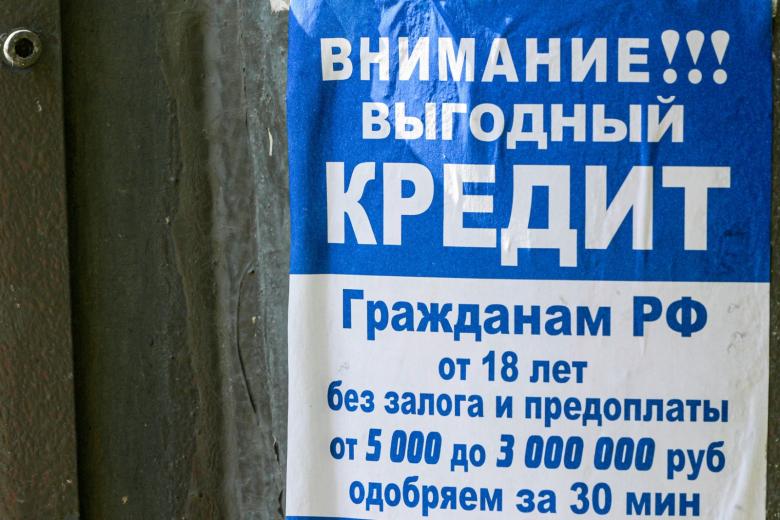 ВНИМАНИЕ!!!
ВЫГОДНЫЙ
КРЕДИТ
Гражданам РФ
от 18 лет
без залога и предоплаты
от 5 000 до 3 000 000 руб
одобряем за 30 мин